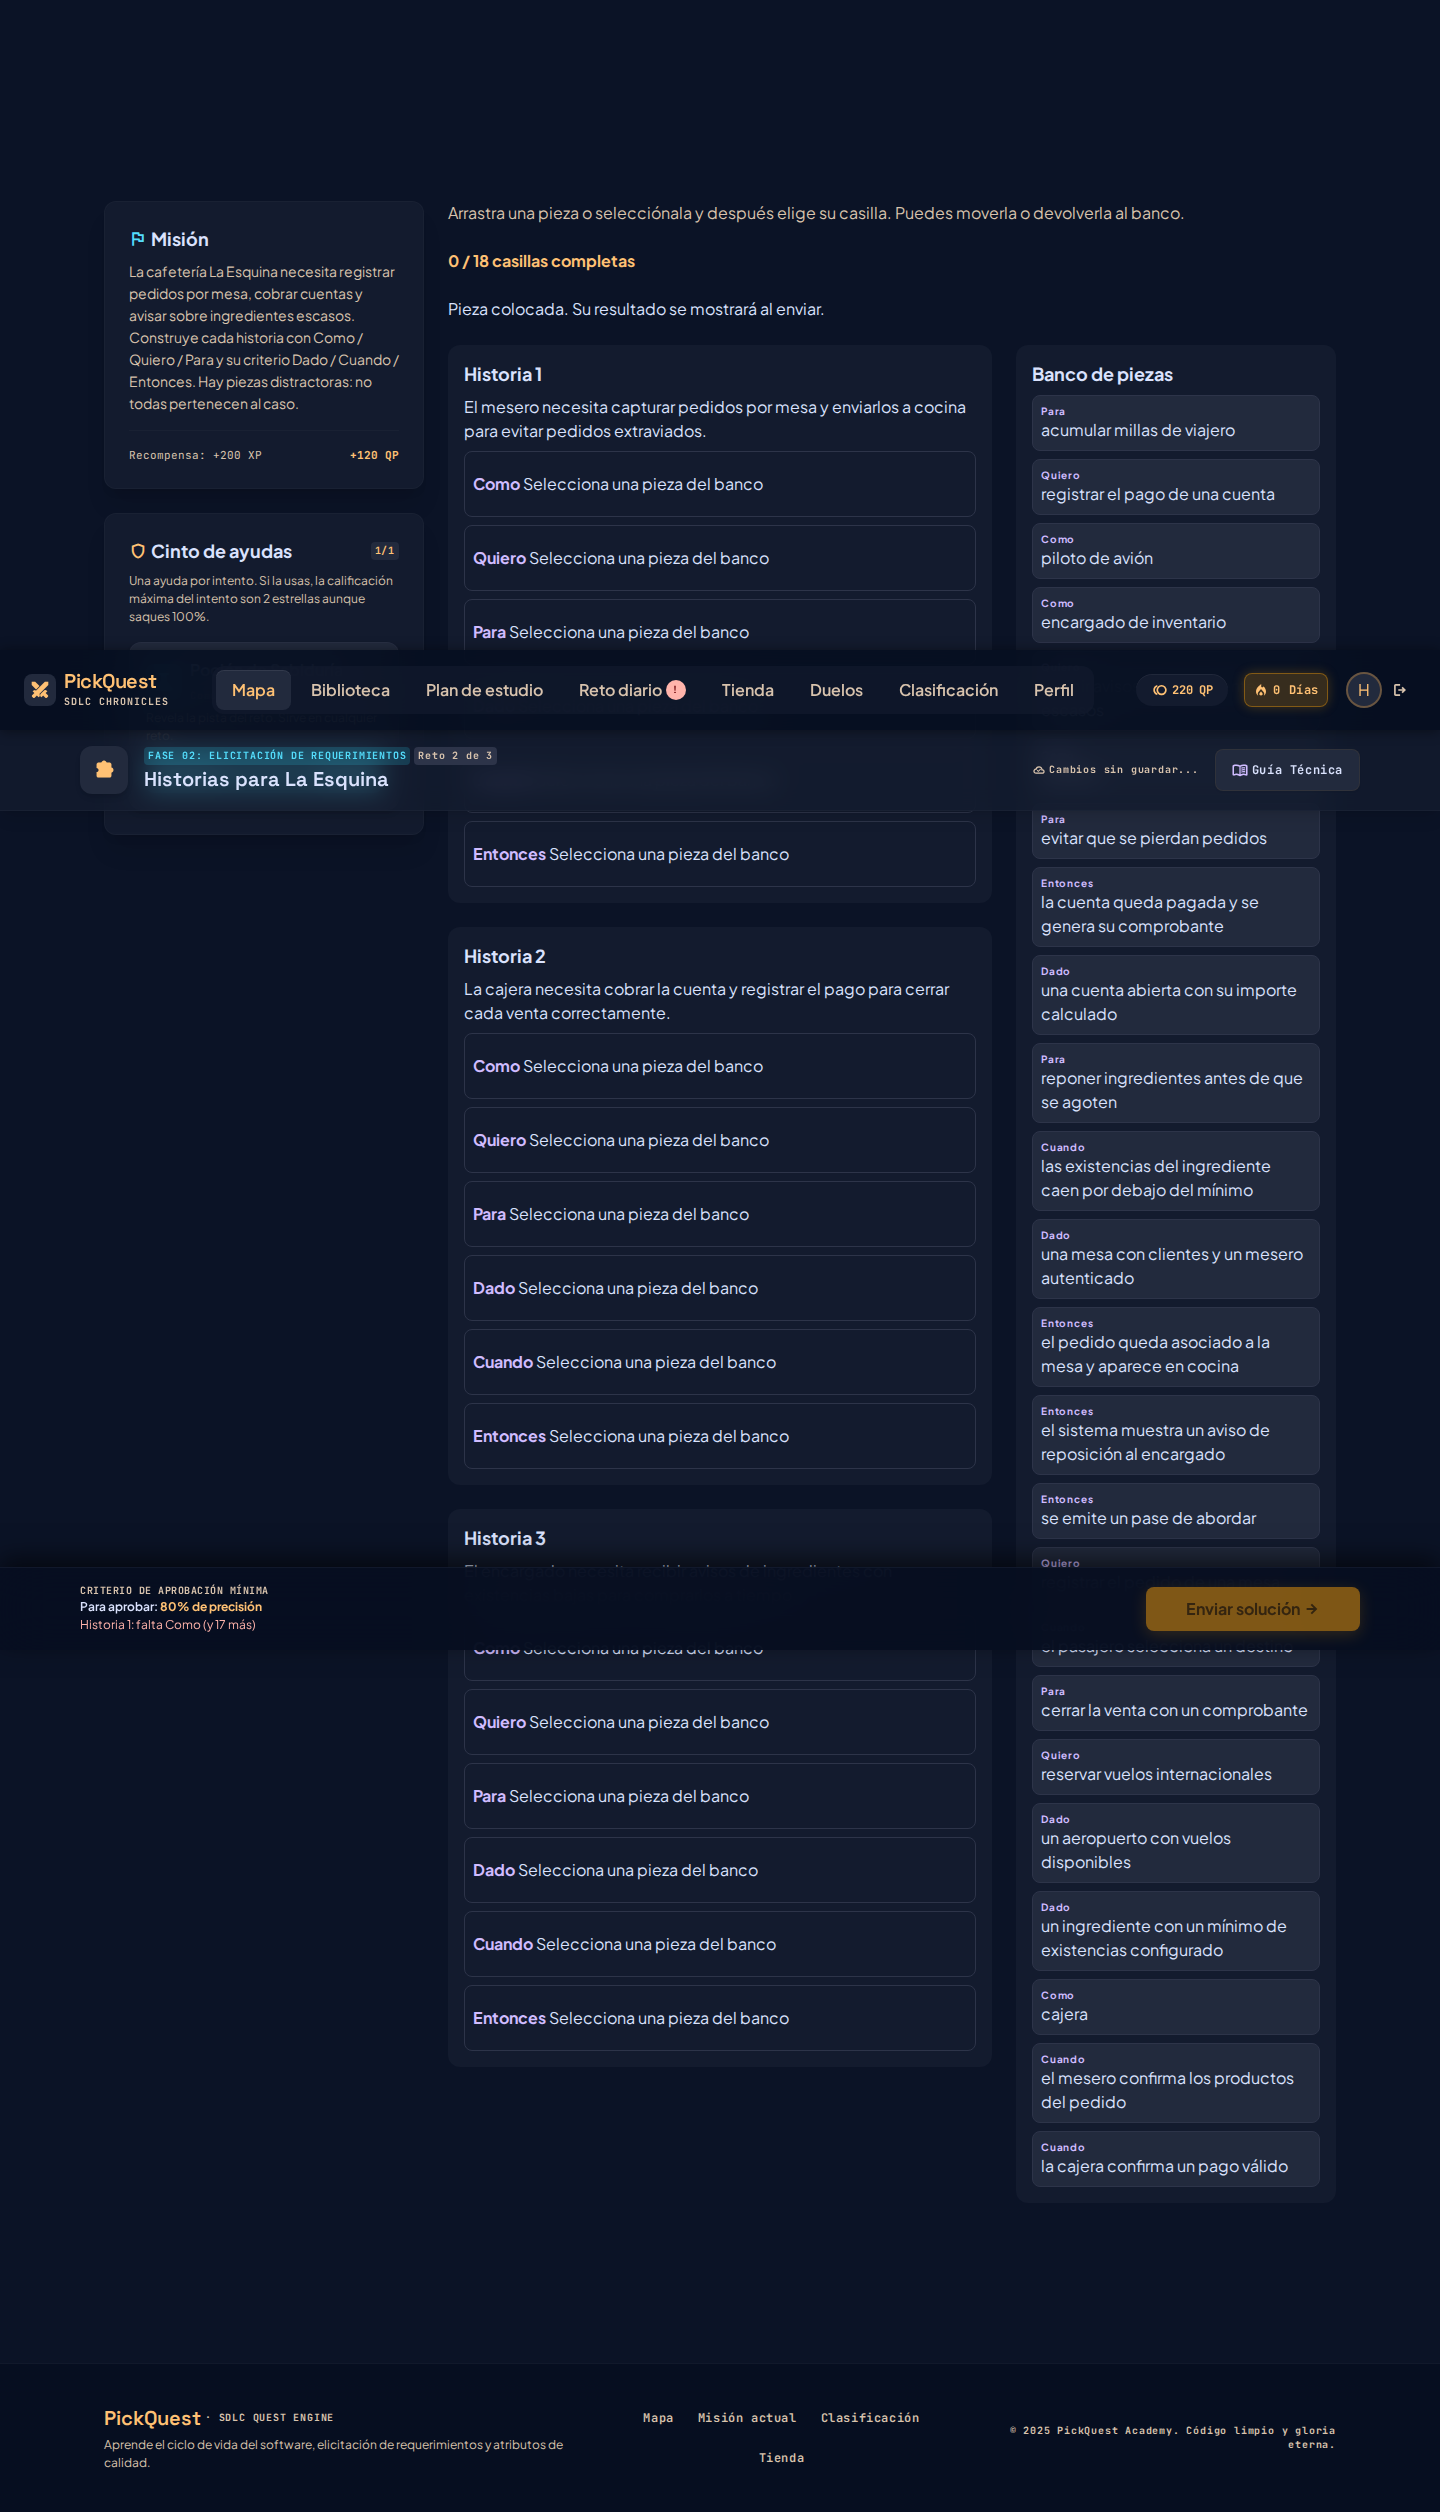 Misión
La cafetería La Esquina necesita registrar
pedidos por mesa, cobrar cuentas y
avisar sobre ingredientes escasos.
Construye cada historia con Como /
Quiero / Para y su criterio Dado / Cuando /
Entonces. Hay piezas distractoras: no
todas pertenecen al caso.
Recompensa: +200 XP
+120 QP
Cinto de ayudas
1/1
Una ayuda por intento. Si la usas, la calificación
máxima del intento son 2 estrellas aunque
saques 100%.
Arrastra una pieza o selecciónala y después elige su casilla. Puedes moverla o devolverla al banco.
0 / 18 casillas completas
Pieza colocada. Su resultado se mostrará al enviar.
Historia 1
El mesero necesita capturar pedidos por mesa y enviarlos a cocina
para evitar pedidos extraviados.
Como Selecciona una pieza del banco
Quiero Selecciona una pieza del banco
Para Selecciona una pieza del banco
Banco de piezas
Para
acumular millas de viajero
Quiero
registrar el pago de una cuenta
Como
piloto de avión
Como
encargado de inventario
PickQuest
SDLC CHRONICLES
Mapa
Biblioteca
Plan de estudio
Reto diario !
Tienda
Duelos
Clasificación
Perfil
220 QP
0 Días
H
FASE 02: ELICITACIÓN DE REQUERIMIENTOS
Reto 2 de 3
Historias para La Esquina
Cambios sin guardar...
Guía Técnica
Entonces Selecciona una pieza del banco
Historia 2
La cajera necesita cobrar la cuenta y registrar el pago para cerrar
cada venta correctamente.
Como Selecciona una pieza del banco
Quiero Selecciona una pieza del banco
Para Selecciona una pieza del banco
Dado Selecciona una pieza del banco
Cuando Selecciona una pieza del banco
Entonces Selecciona una pieza del banco
Historia 3
Para
evitar que se pierdan pedidos
Entonces
la cuenta queda pagada y se
genera su comprobante
Dado
una cuenta abierta con su importe
calculado
Para
reponer ingredientes antes de que
se agoten
Cuando
las existencias del ingrediente
caen por debajo del mínimo
Dado
una mesa con clientes y un mesero
autenticado
Entonces
el pedido queda asociado a la
mesa y aparece en cocina
Entonces
el sistema muestra un aviso de
reposición al encargado
Entonces
se emite un pase de abordar
Quiero
CRITERIO DE APROBACIÓN MÍNIMA
Para aprobar: 80% de precisión
Historia 1: falta Como (y 17 más)
Enviar solución
Como Selecciona una pieza del banco
Quiero Selecciona una pieza del banco
Para Selecciona una pieza del banco
Dado Selecciona una pieza del banco
Cuando Selecciona una pieza del banco
Entonces Selecciona una pieza del banco
el pasajero selecciona un destino
Para
cerrar la venta con un comprobante
Quiero
reservar vuelos internacionales
Dado
un aeropuerto con vuelos
disponibles
Dado
un ingrediente con un mínimo de
existencias configurado
Como
cajera
Cuando
el mesero confirma los productos
del pedido
Cuando
la cajera confirma un pago válido
PickQuest · SDLC QUEST ENGINE
Aprende el ciclo de vida del software, elicitación de requerimientos y atributos de
calidad.
Mapa
Misión actual
Clasificación
Tienda
© 2025 PickQuest Academy. Código limpio y gloria
eterna.